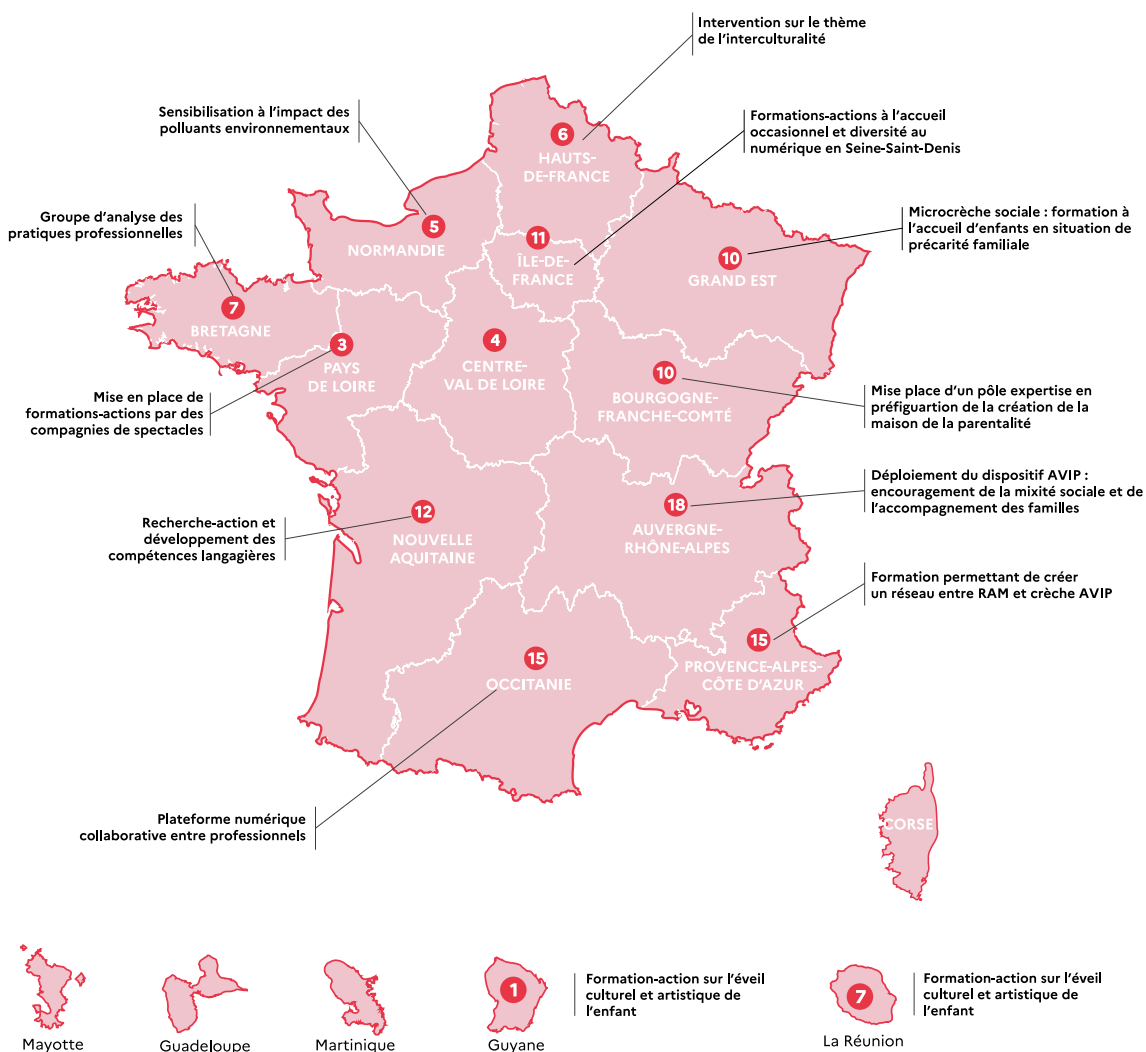 Intervention sur le thème
de l'interculturalité
Sensibilisation à l'impact des
polluants environnementaux
Formations-actions à l'accueil
occasionnel et diversité au
numérique en Seine-Saint-Denis
6
HAUTS-
DE-FRANCE
Groupe d'analyse des
pratiques professionnelles
5
NORMANDIE
11
ÎLE-DE-
FRANCE
Microcrèche sociale : formation à
l'accueil d'enfants en situation de
précarité familiale
10
GRAND EST
7
BRETAGNE
3
PAYS
DE LOIRE
4
CENTRE-
VAL DE LOIRE
10
BOURGOGNE-
FRANCHE-COMTÉ
Mise en place de
formations-actions par des
compagnies de spectacles
Mise place d'un pôle expertise en
préfiguartion de la création de la
maison de la parentalité
Déploiement du dispositif AVIP :
encouragement de la mixité sociale et de
l'accompagnement des familles
18
AUVERGNE-
RHÔNE-ALPES
12
NOUVELLE
AQUITAINE
Recherche-action et
développement des
compétences langagières
Formation permettant de créer
un réseau entre RAM et crèche AVIP
15
PROVENCE-ALPES-
CÔTE D'AZUR
15
OCCITANIE
Plateforme numérique
collaborative entre professionnels
CORSE
Mayotte
Guadeloupe
Martinique
1
Guyane
Formation-action sur l'éveil
culturel et artistique de
l'enfant
7
La Réunion
Formation-action sur l'éveil
culturel et artistique de
l'enfant